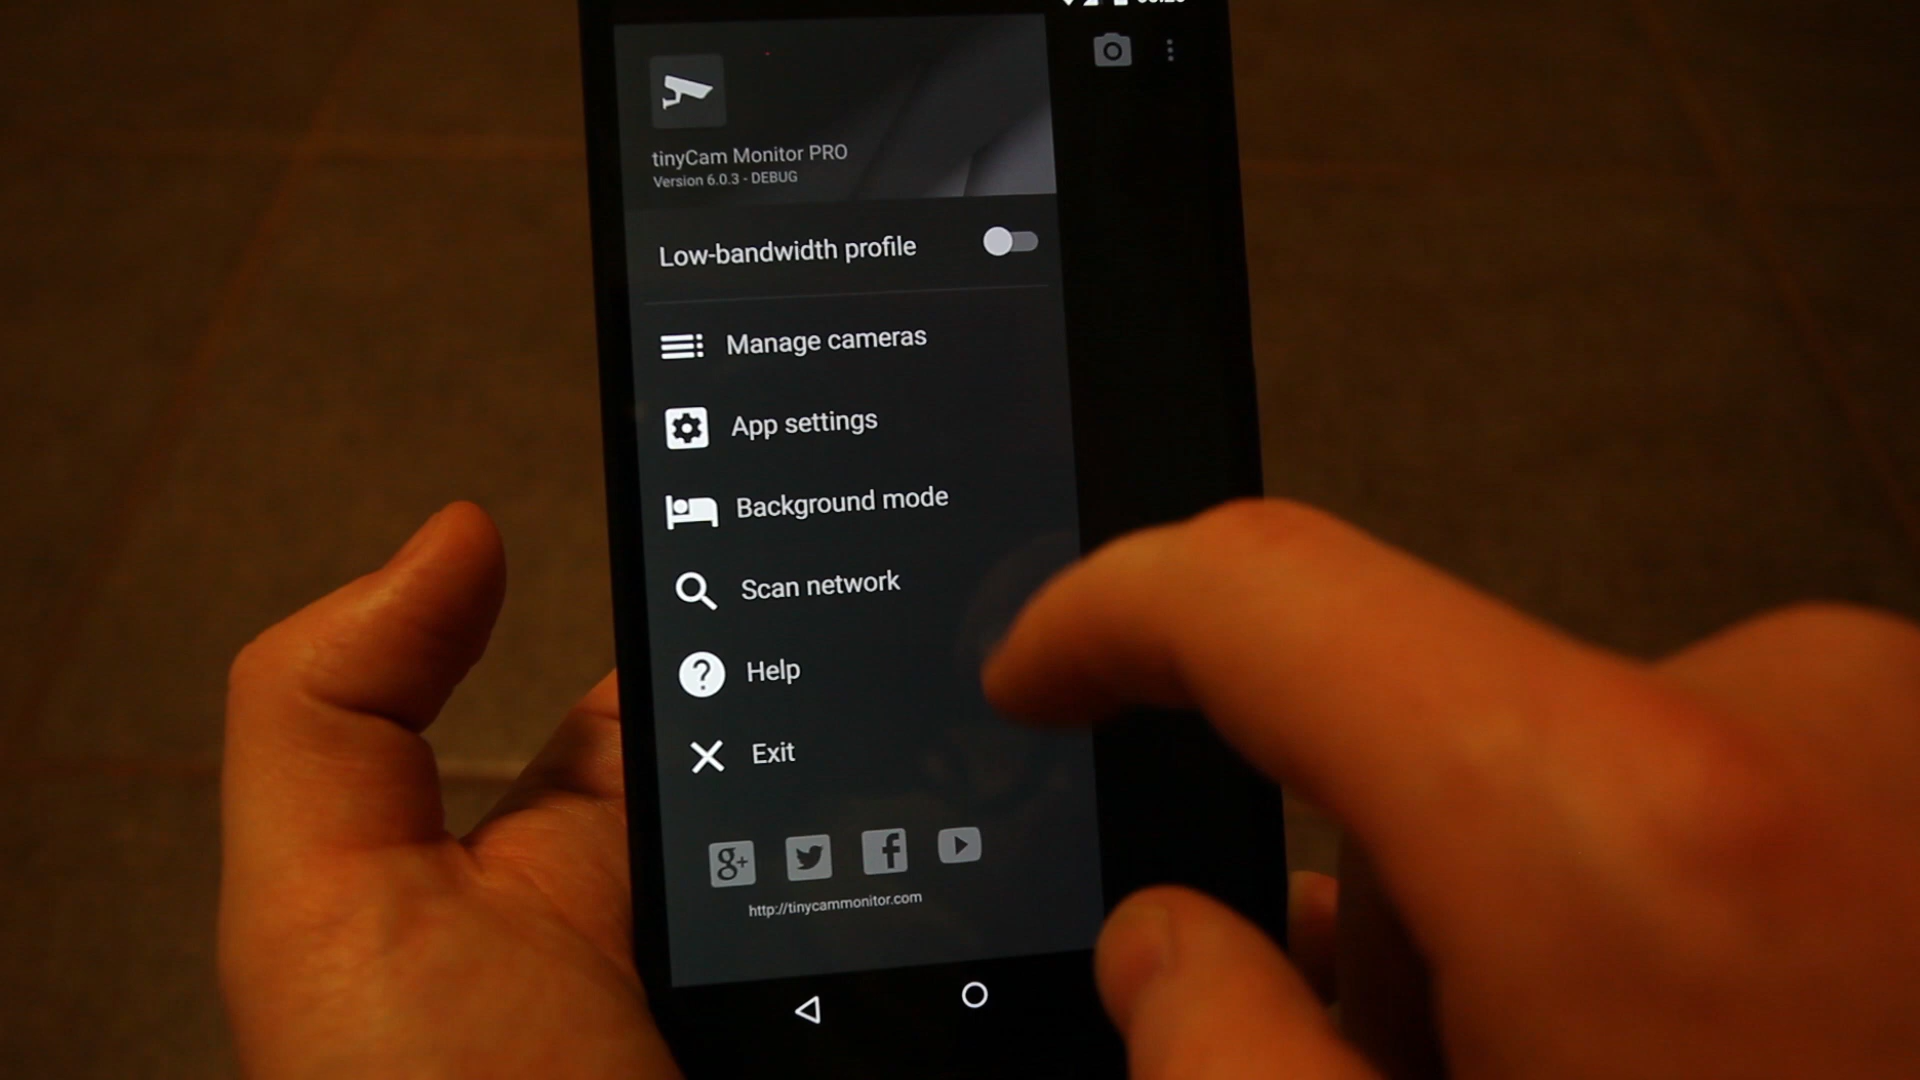 tinyCam Monitor PRO
Version 6.0.3 - DEBUG
Low-bandwidth profile
Manage cameras
App settings
Background mode
Scan network
Help
Exit
http://tinycammonitor.com